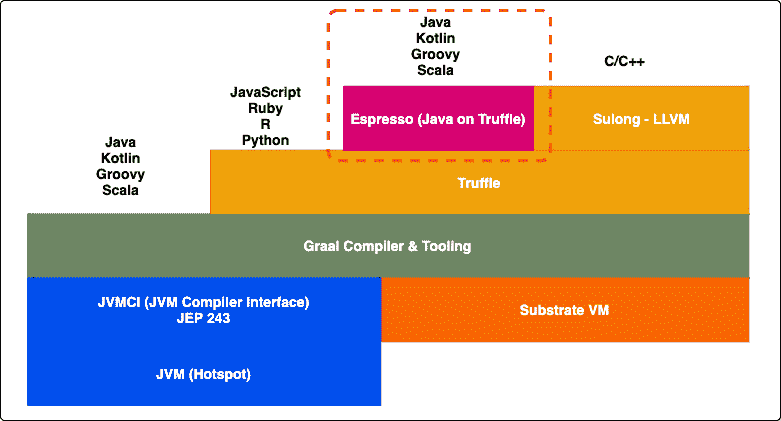 Java
Kotlin
Groovy
Scala
C/C++
JavaScript
Ruby
R
Python
Espresso (Java on Truffle)
Sulong - LLVM
Java
Kotlin
Groovy
Scala
Truffle
Graal Compiler & Tooling
JVMCI (JVM Compiler Interface)
JEP 243
Substrate VM
JVM (Hotspot)